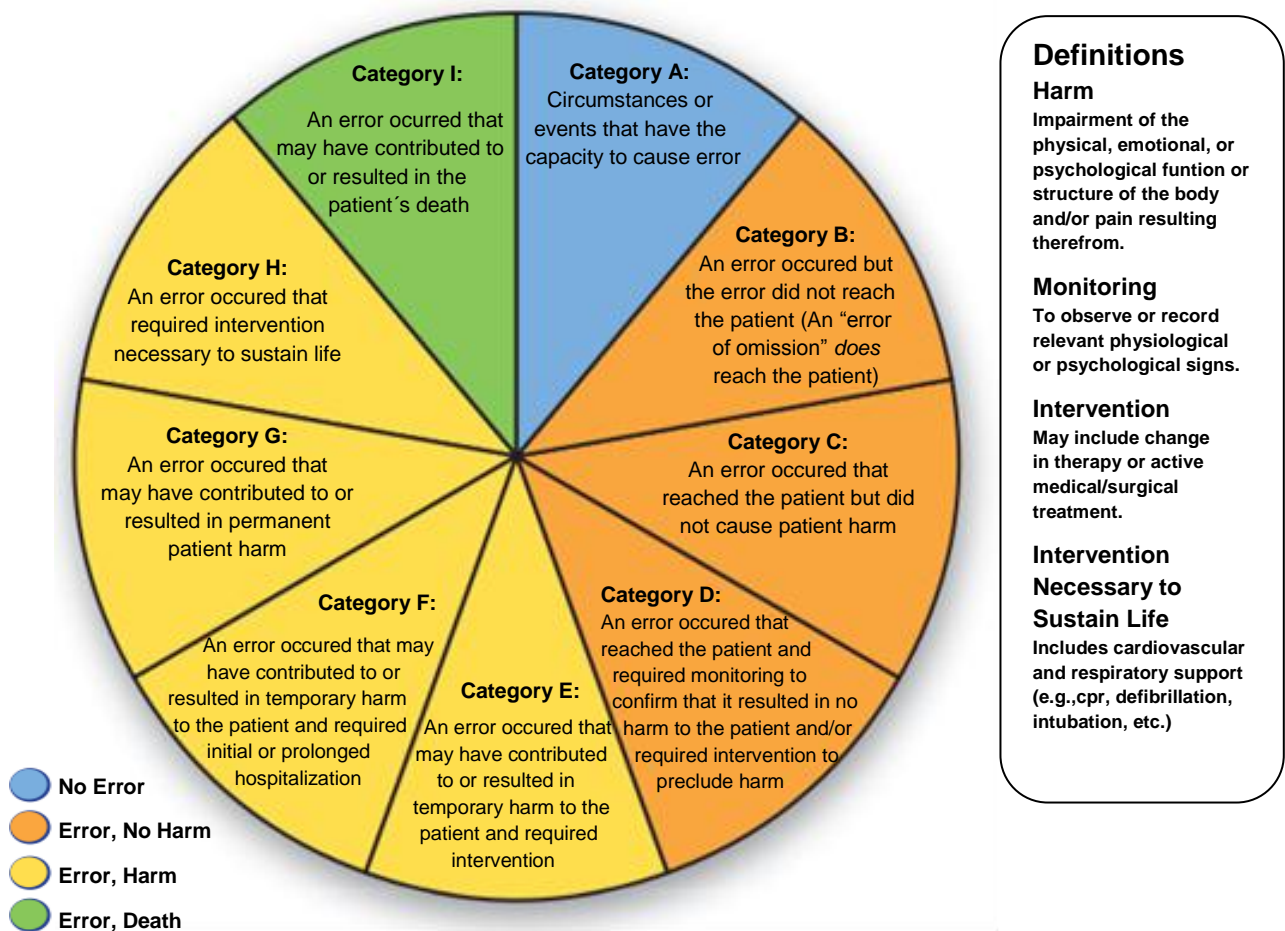 Category I:
An error ocurred that
may have contributed to
or resulted in the
patient´s death
Category A:
Circumstances or
events that have the
capacity to cause error
Category B:
An error occured but
the error did not reach
the patient (An “error
of omission” does
reach the patient)
Category C:
An error occured that
reached the patient but did
not cause patient harm
Category D:
An error occured that
reached the patient and
required monitoring to
confirm that it resulted in no
harm to the patient and/or
required intervention to
preclude harm
Category E:
An error occured that
may have contributed
to or resulted in
temporary harm to the
patient and required
intervention
Category F:
An error occured that may
have contributed to or
resulted in temporary harm
to the patient and required
initial or prolonged
hospitalization
Category G:
An error occured that
may have contributed to or
resulted in permanent
patient harm
Category H:
An error occured that
required intervention
necessary to sustain life
No Error
Error, No Harm
Error, Harm
Error, Death
Definitions
Harm
Impairment of the
physical, emotional, or
psychological funtion or
structure of the body
and/or pain resulting
therefrom.
Monitoring
To observe or record
relevant physiological
or psychological signs.
Intervention
May include change
in therapy or active
medical/surgical
treatment.
Intervention
Necessary to
Sustain Life
Includes cardiovascular
and respiratory support
(e.g.,cpr, defibrillation,
intubation, etc.)